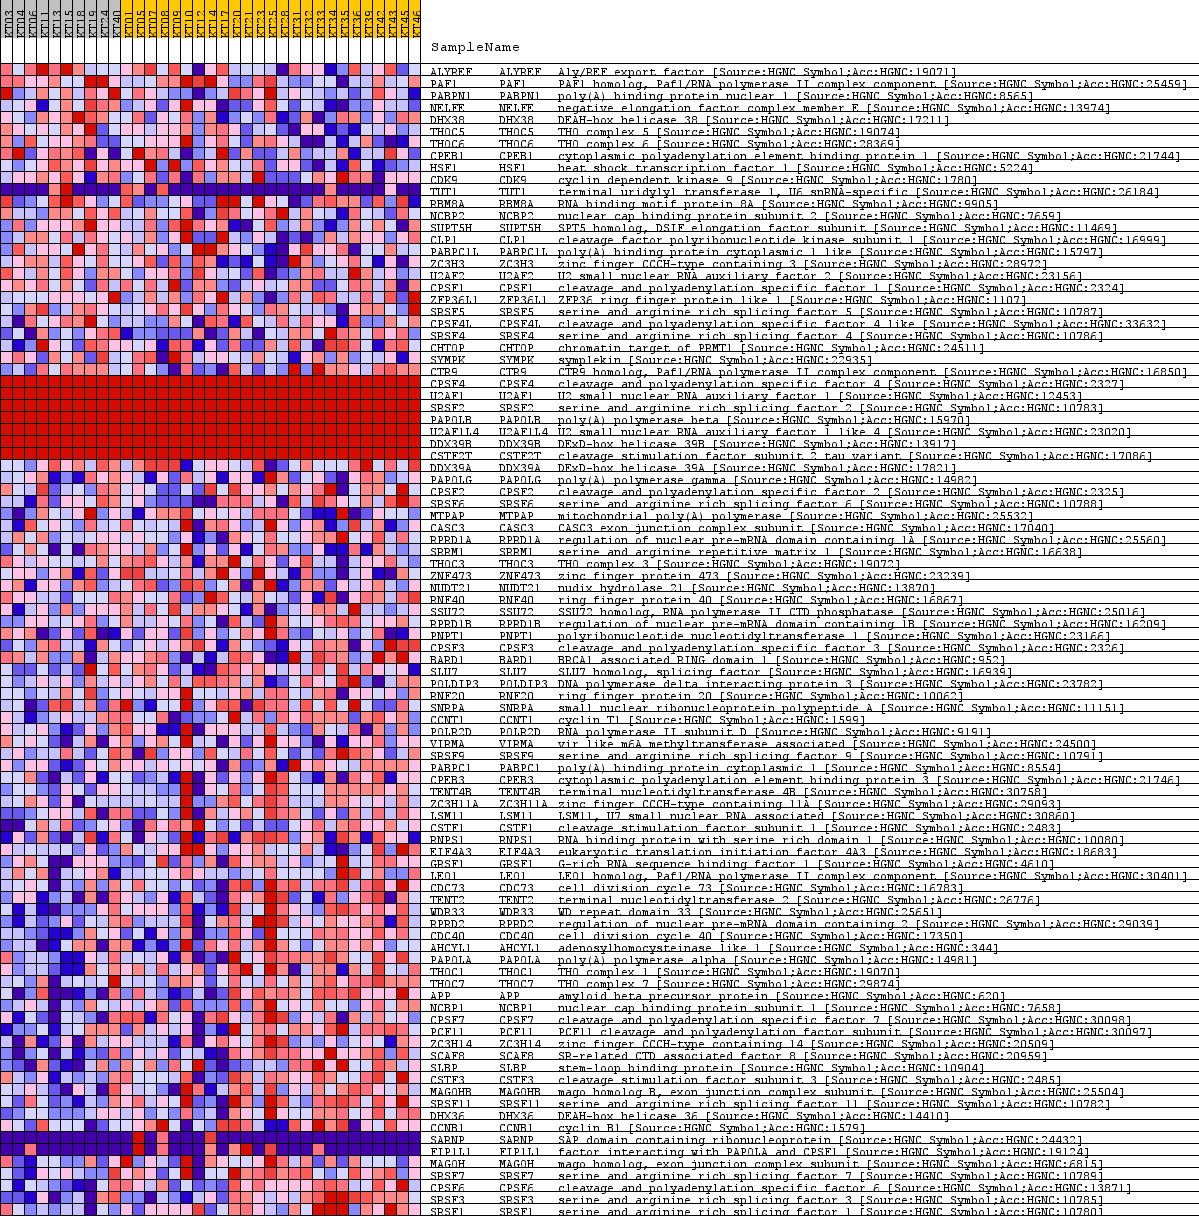 KT03 KT04 KT06 KT11 KT13 KT15 KT18 KT19 KT24 KT40 KT01 KT05 KT07 KT08 KT09 KT10 KT12 KT14 KT17 KT20 KT21 KT23 KT25 KT28 KT31 KT32 KT33 KT34 KT35 KT36 KT39 KT42 KT43 KT45 KT46
SampleName
ALYREF ALYREF Aly/REF export factor [Source:HGNC Symbol;Acc:HGNC:19071]
PAF1 PAF1 PAF1 homolog, Paf1/RNA polymerase II complex component [Source:HGNC Symbol;Acc:HGNC:25459]
PABPN1 PABPN1 poly(A) binding protein nuclear 1 [Source:HGNC Symbol;Acc:HGNC:8565]
NELFE NELFE negative elongation factor complex member E [Source:HGNC Symbol;Acc:HGNC:13974]
DHX38 DHX38 DEAH-box helicase 38 [Source:HGNC Symbol;Acc:HGNC:17211]
THOC5 THOC5 THO complex 5 [Source:HGNC Symbol;Acc:HGNC:19074]
THOC6 THOC6 THO complex 6 [Source:HGNC Symbol;Acc:HGNC:28369]
CPEB1 CPEB1 cytoplasmic polyadenylation element binding protein 1 [Source:HGNC Symbol;Acc:HGNC:21744]
HSF1 HSF1 heat shock transcription factor 1 [Source:HGNC Symbol;Acc:HGNC:5224]
CDK9 CDK9 cyclin dependent kinase 9 [Source:HGNC Symbol;Acc:HGNC:1780]
TUT1 TUT1 terminal uridylyl transferase 1, U6 snRNA-specific [Source:HGNC Symbol;Acc:HGNC:26184]
RBM8A RBM8A RNA binding motif protein 8A [Source:HGNC Symbol;Acc:HGNC:9905]
NCBP2 NCBP2 nuclear cap binding protein subunit 2 [Source:HGNC Symbol;Acc:HGNC:7659]
SUPT5H SUPT5H SPT5 homolog, DSIF elongation factor subunit [Source:HGNC Symbol;Acc:HGNC:11469]
CLP1 CLP1 cleavage factor polyribonucleotide kinase subunit 1 [Source:HGNC Symbol;Acc:HGNC:16999]
PABPC1L PABPC1L poly(A) binding protein cytoplasmic 1 like [Source:HGNC Symbol;Acc:HGNC:15797]
ZC3H3 ZC3H3 zinc finger CCCH-type containing 3 [Source:HGNC Symbol;Acc:HGNC:28972]
U2AF2 U2AF2 U2 small nuclear RNA auxiliary factor 2 [Source:HGNC Symbol;Acc:HGNC:23156]
CPSF1 CPSF1 cleavage and polyadenylation specific factor 1 [Source:HGNC Symbol;Acc:HGNC:2324]
ZFP36L1 ZFP36L1 ZFP36 ring finger protein like 1 [Source:HGNC Symbol;Acc:HGNC:1107]
SRSF5 SRSF5 serine and arginine rich splicing factor 5 [Source:HGNC Symbol;Acc:HGNC:10787]
CPSF4L CPSF4L cleavage and polyadenylation specific factor 4 like [Source:HGNC Symbol;Acc:HGNC:33632]
SRSF4 SRSF4 serine and arginine rich splicing factor 4 [Source:HGNC Symbol;Acc:HGNC:10786]
CHTOP CHTOP chromatin target of PRMT1 [Source:HGNC Symbol;Acc:HGNC:24511]
SYMPK SYMPK symplekin [Source:HGNC Symbol;Acc:HGNC:22935]
CTR9 CTR9 CTR9 homolog, Paf1/RNA polymerase II complex component [Source:HGNC Symbol;Acc:HGNC:16850]
CPSF4 CPSF4 cleavage and polyadenylation specific factor 4 [Source:HGNC Symbol;Acc:HGNC:2327]
U2AF1 U2AF1 U2 small nuclear RNA auxiliary factor 1 [Source:HGNC Symbol;Acc:HGNC:12453]
SRSF2 SRSF2 serine and arginine rich splicing factor 2 [Source:HGNC Symbol;Acc:HGNC:10783]
PAPOLB PAPOLB poly(A) polymerase beta [Source:HGNC Symbol;Acc:HGNC:15970]
U2AF1L4 U2AF1L4 U2 small nuclear RNA auxiliary factor 1 like 4 [Source:HGNC Symbol;Acc:HGNC:23020]
DDX39B DDX39B DExD-box helicase 39B [Source:HGNC Symbol;Acc:HGNC:13917]
CSTF2T CSTF2T cleavage stimulation factor subunit 2 tau variant [Source:HGNC Symbol;Acc:HGNC:17086]
DDX39A DDX39A DExD-box helicase 39A [Source:HGNC Symbol;Acc:HGNC:17821]
PAPOLG PAPOLG poly(A) polymerase gamma [Source:HGNC Symbol;Acc:HGNC:14982]
CPSF2 CPSF2 cleavage and polyadenylation specific factor 2 [Source:HGNC Symbol;Acc:HGNC:2325]
SRSF6 SRSF6 serine and arginine rich splicing factor 6 [Source:HGNC Symbol;Acc:HGNC:10788]
MTPAP MTPAP mitochondrial poly(A) polymerase [Source:HGNC Symbol;Acc:HGNC:25532]
CASC3 CASC3 CASC3 exon junction complex subunit [Source:HGNC Symbol;Acc:HGNC:17040]
RPRD1A RPRD1A regulation of nuclear pre-mRNA domain containing 1A [Source:HGNC Symbol;Acc:HGNC:25560]
SRRM1 SRRM1 serine and arginine repetitive matrix 1 [Source:HGNC Symbol;Acc:HGNC:16638]
THOC3 THOC3 THO complex 3 [Source:HGNC Symbol;Acc:HGNC:19072]
ZNF473 ZNF473 zinc finger protein 473 [Source:HGNC Symbol;Acc:HGNC:23239]
NUDT21 NUDT21 nudix hydrolase 21 [Source:HGNC Symbol;Acc:HGNC:13870]
RNF40 RNF40 ring finger protein 40 [Source:HGNC Symbol;Acc:HGNC:16867]
SSU72 SSU72 SSU72 homolog, RNA polymerase II CTD phosphatase [Source:HGNC Symbol;Acc:HGNC:25016]
RPRD1B RPRD1B regulation of nuclear pre-mRNA domain containing 1B [Source:HGNC Symbol;Acc:HGNC:16209]
PNPT1 PNPT1 polyribonucleotide nucleotidyltransferase 1 [Source:HGNC Symbol;Acc:HGNC:23166]
CPSF3 CPSF3 cleavage and polyadenylation specific factor 3 [Source:HGNC Symbol;Acc:HGNC:2326]
BARD1 BARD1 BRCA1 associated RING domain 1 [Source:HGNC Symbol;Acc:HGNC:952]
SLU7 SLU7 SLU7 homolog, splicing factor [Source:HGNC Symbol;Acc:HGNC:16939]
POLDIP3 POLDIP3 DNA polymerase delta interacting protein 3 [Source:HGNC Symbol;Acc:HGNC:23782]
RNF20 RNF20 ring finger protein 20 [Source:HGNC Symbol;Acc:HGNC:10062]
SNRPA SNRPA small nuclear ribonucleoprotein polypeptide A [Source:HGNC Symbol;Acc:HGNC:11151]
CCNT1 CCNT1 cyclin T1 [Source:HGNC Symbol;Acc:HGNC:1599]
POLR2D POLR2D RNA polymerase II subunit D [Source:HGNC Symbol;Acc:HGNC:9191]
VIRMA VIRMA vir like m6A methyltransferase associated [Source:HGNC Symbol;Acc:HGNC:24500]
SRSF9 SRSF9 serine and arginine rich splicing factor 9 [Source:HGNC Symbol;Acc:HGNC:10791]
PABPC1 PABPC1 poly(A) binding protein cytoplasmic 1 [Source:HGNC Symbol;Acc:HGNC:8554]
CPEB3 CPEB3 cytoplasmic polyadenylation element binding protein 3 [Source:HGNC Symbol;Acc:HGNC:21746]
TENT4B TENT4B terminal nucleotidyltransferase 4B [Source:HGNC Symbol;Acc:HGNC:30758]
ZC3H11A ZC3H11A zinc finger CCCH-type containing 11A [Source:HGNC Symbol;Acc:HGNC:29093]
LSM11 LSM11 LSM11, U7 small nuclear RNA associated [Source:HGNC Symbol;Acc:HGNC:30860]
CSTF1 CSTF1 cleavage stimulation factor subunit 1 [Source:HGNC Symbol;Acc:HGNC:2483]
RNPS1 RNPS1 RNA binding protein with serine rich domain 1 [Source:HGNC Symbol;Acc:HGNC:10080]
EIF4A3 EIF4A3 eukaryotic translation initiation factor 4A3 [Source:HGNC Symbol;Acc:HGNC:18683]
GRSF1 GRSF1 G-rich RNA sequence binding factor 1 [Source:HGNC Symbol;Acc:HGNC:4610]
LEO1 LEO1 LEO1 homolog, Paf1/RNA polymerase II complex component [Source:HGNC Symbol;Acc:HGNC:30401]
CDC73 CDC73 cell division cycle 73 [Source:HGNC Symbol;Acc:HGNC:16783]
TENT2 TENT2 terminal nucleotidyltransferase 2 [Source:HGNC Symbol;Acc:HGNC:26776]
WDR33 WDR33 WD repeat domain 33 [Source:HGNC Symbol;Acc:HGNC:25651]
RPRD2 RPRD2 regulation of nuclear pre-mRNA domain containing 2 [Source:HGNC Symbol;Acc:HGNC:29039]
CDC40 CDC40 cell division cycle 40 [Source:HGNC Symbol;Acc:HGNC:17350]
AHCYL1 AHCYL1 adenosylhomocysteinase like 1 [Source:HGNC Symbol;Acc:HGNC:344]
PAPOLA PAPOLA poly(A) polymerase alpha [Source:HGNC Symbol;Acc:HGNC:14981]
THOC1 THOC1 THO complex 1 [Source:HGNC Symbol;Acc:HGNC:19070]
THOC7 THOC7 THO complex 7 [Source:HGNC Symbol;Acc:HGNC:29874]
APP APP amyloid beta precursor protein [Source:HGNC Symbol;Acc:HGNC:620]
NCBP1 NCBP1 nuclear cap binding protein subunit 1 [Source:HGNC Symbol;Acc:HGNC:7658]
CPSF7 CPSF7 cleavage and polyadenylation specific factor 7 [Source:HGNC Symbol;Acc:HGNC:30098]
PCF11 PCF11 PCF11 cleavage and polyadenylation factor subunit [Source:HGNC Symbol;Acc:HGNC:30097]
ZC3H14 ZC3H14 zinc finger CCCH-type containing 14 [Source:HGNC Symbol;Acc:HGNC:20509]
SCAF8 SCAF8 SR-related CTD associated factor 8 [Source:HGNC Symbol;Acc:HGNC:20959]
SLBP SLBP stem-loop binding protein [Source:HGNC Symbol;Acc:HGNC:10904]
CSTF3 CSTF3 cleavage stimulation factor subunit 3 [Source:HGNC Symbol;Acc:HGNC:2485]
MAGOHB MAGOHB mago homolog B, exon junction complex subunit [Source:HGNC Symbol;Acc:HGNC:25504]
SRSF11 SRSF11 serine and arginine rich splicing factor 11 [Source:HGNC Symbol;Acc:HGNC:10782]
DHX36 DHX36 DEAH-box helicase 36 [Source:HGNC Symbol;Acc:HGNC:14410]
CCNB1 CCNB1 cyclin B1 [Source:HGNC Symbol;Acc:HGNC:1579]
SARNP SARNP SAP domain containing ribonucleoprotein [Source:HGNC Symbol;Acc:HGNC:24432]
FIP1L1 FIP1L1 factor interacting with PAPOLA and CPSF1 [Source:HGNC Symbol;Acc:HGNC:19124]
MAGOH MAGOH mago homolog, exon junction complex subunit [Source:HGNC Symbol;Acc:HGNC:6815]
SRSF7 SRSF7 serine and arginine rich splicing factor 7 [Source:HGNC Symbol;Acc:HGNC:10789]
CPSF6 CPSF6 cleavage and polyadenylation specific factor 6 [Source:HGNC Symbol;Acc:HGNC:13871]
SRSF3 SRSF3 serine and arginine rich splicing factor 3 [Source:HGNC Symbol;Acc:HGNC:10785]
SRSF1 SRSF1 serine and arginine rich splicing factor 1 [Source:HGNC Symbol;Acc:HGNC:10780]